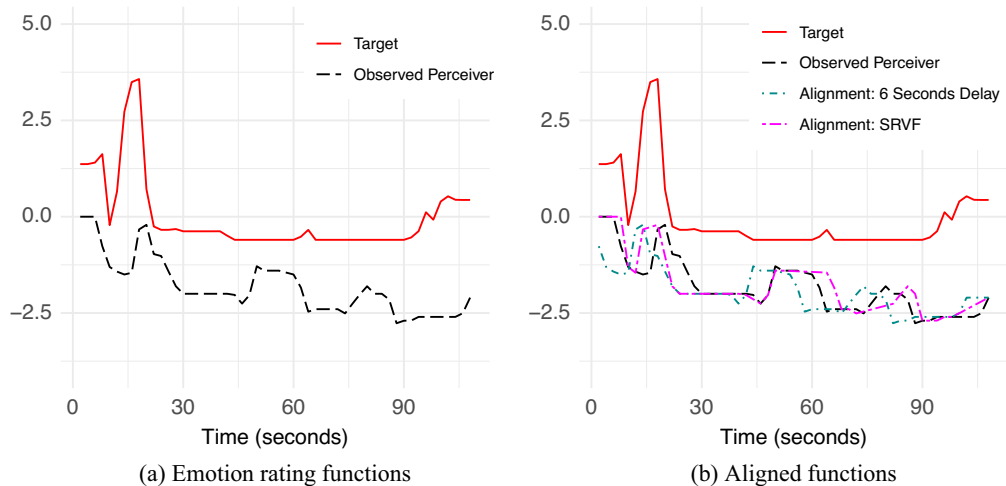 5.0
2.5
0.0
−2.5
0
30
60
90
Time (seconds)
Target
Observed Perceiver
(a) Emotion rating functions
5.0
2.5
0.0
−2.5
0
30
60
90
Time (seconds)
Target
Observed Perceiver
Alignment: 6 Seconds Delay
Alignment: SRVF
(b) Aligned functions